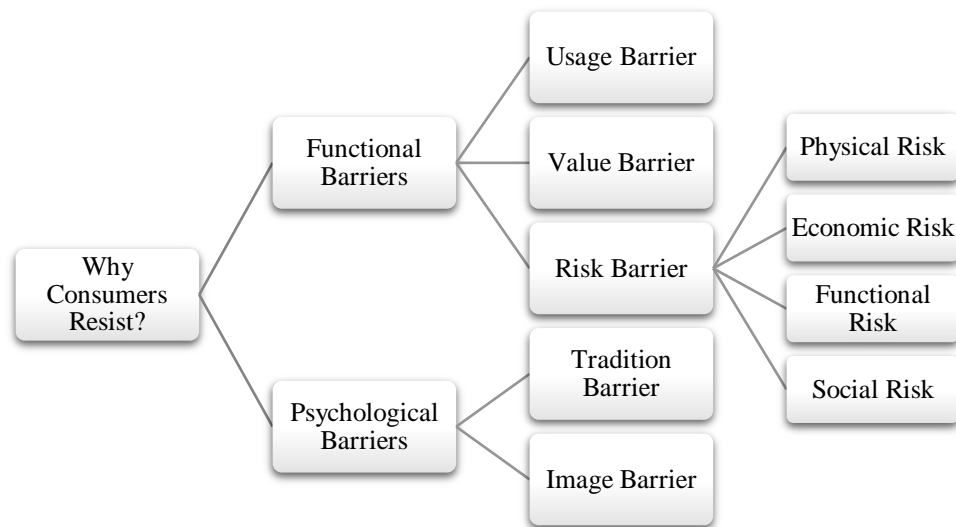 Why
Consumers
Resist?
Functional
Barriers
Psychological
Barriers
Usage Barrier
Value Barrier
Risk Barrier
Tradition
Barrier
Image Barrier
Physical Risk
Economic Risk
Functional
Risk
Social Risk